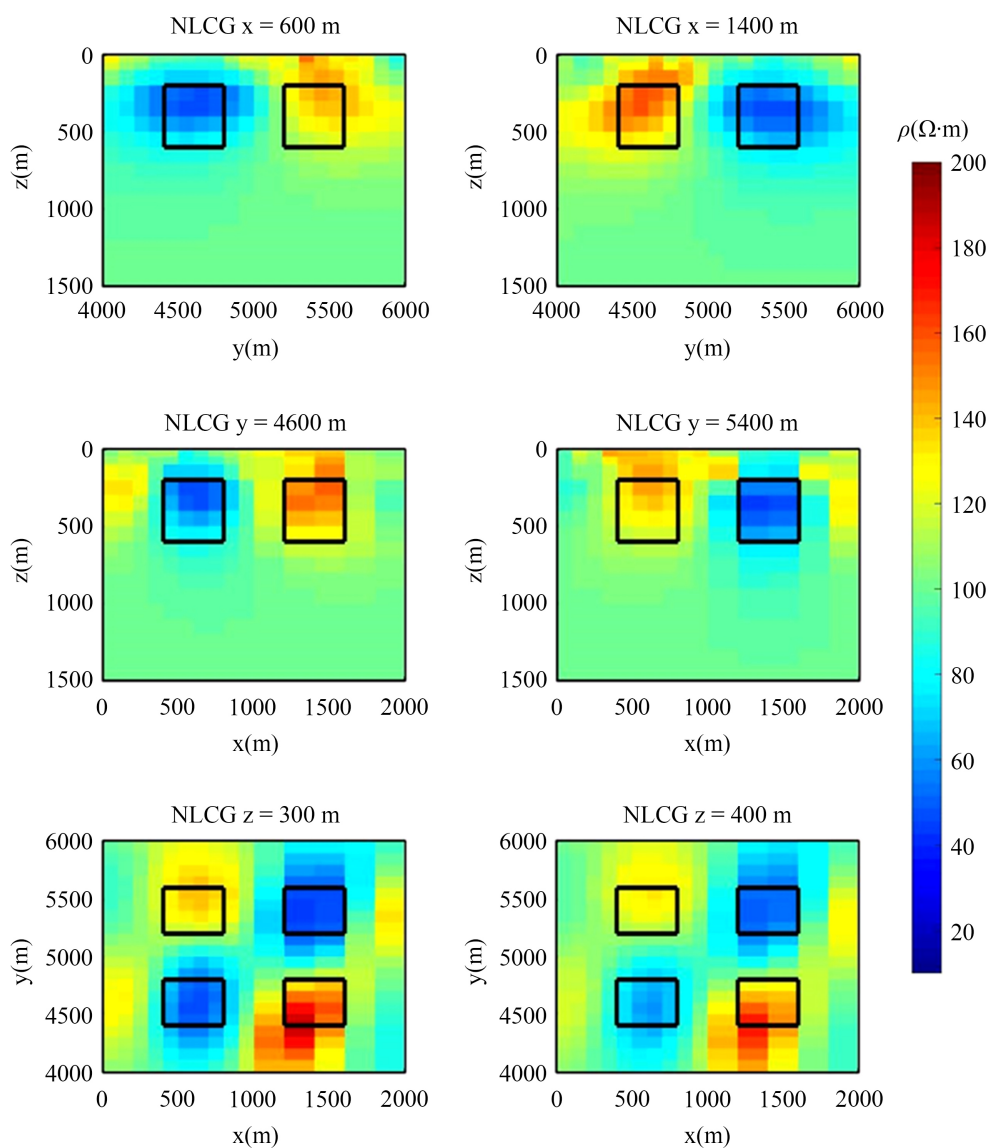 NLCG x = 600 m
0
500
1000
1500
z(m)
4000 4500 5000 5500 6000
y(m)
NLCG x = 1400 m
0
500
1000
1500
z(m)
4000 4500 5000 5500 6000
y(m)
ρ(Ω·m)
200
180
160
140
120
100
80
60
40
20
NLCG y = 4600 m
0
500
1000
1500
z(m)
0 500 1000 1500 2000
x(m)
NLCG y = 5400 m
0
500
1000
1500
z(m)
0 500 1000 1500 2000
x(m)
NLCG z = 300 m
6000
5500
5000
4500
4000
y(m)
0 500 1000 1500 2000
x(m)
NLCG z = 400 m
6000
5500
5000
4500
4000
y(m)
0 500 1000 1500 2000
x(m)